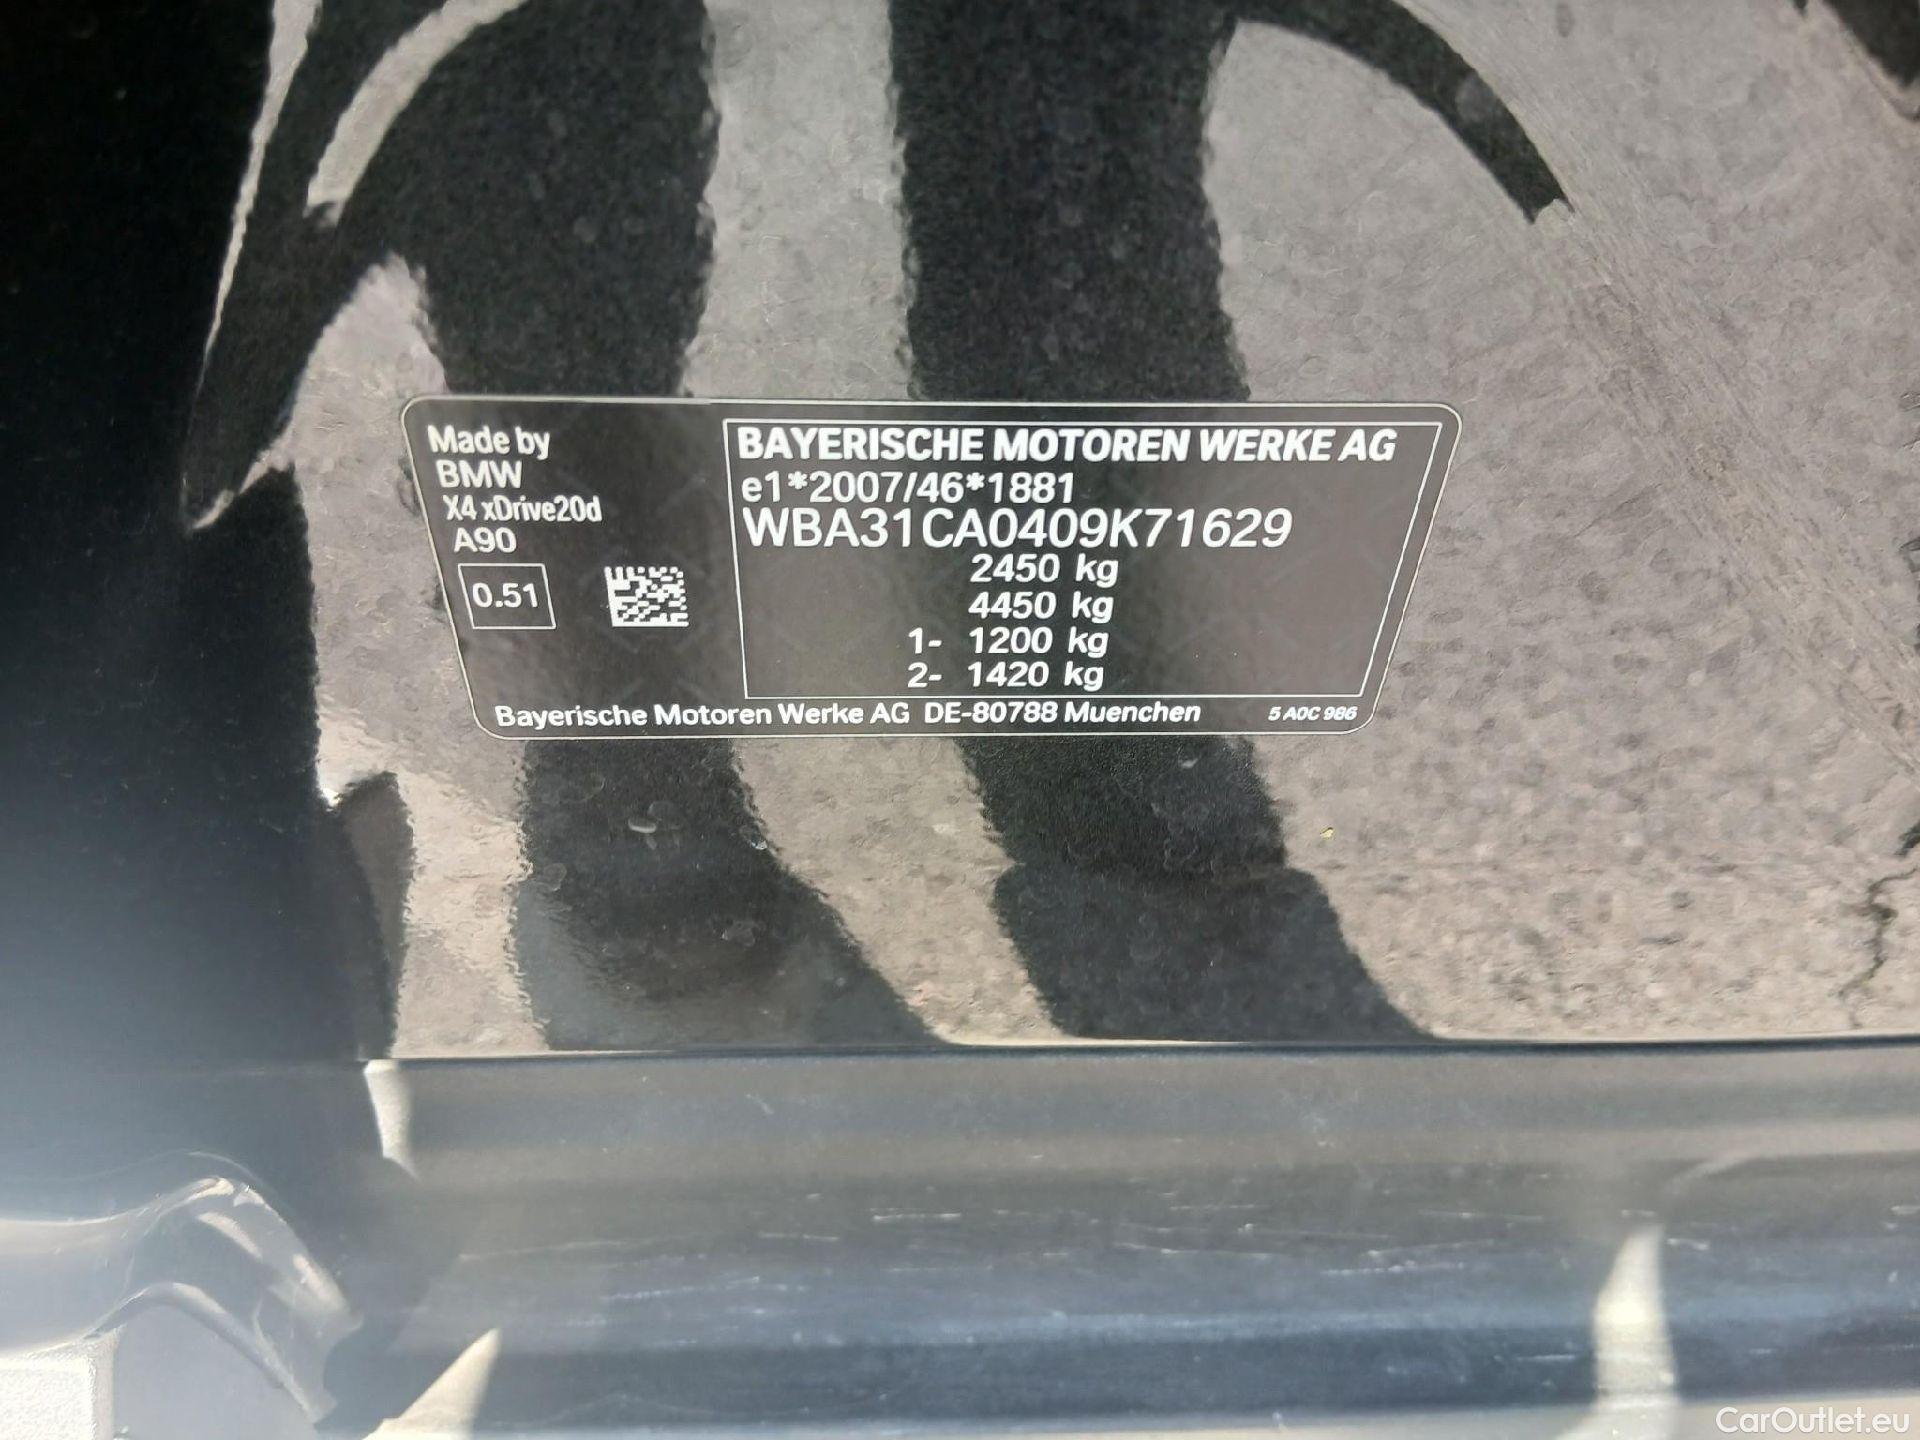 Made by
BMW
X4 xDrive20d
A90
0.51
BAYERISCHE MOTOREN WERKE AG
e1*2007/46*1881
WBA31CA0409K71629
2450 kg
4450 kg
1- 1200 kg
2- 1420 kg
Bayerische Motoren Werke AG DE-80788 Muenchen
5 A0C 986
CarOutlet.eu